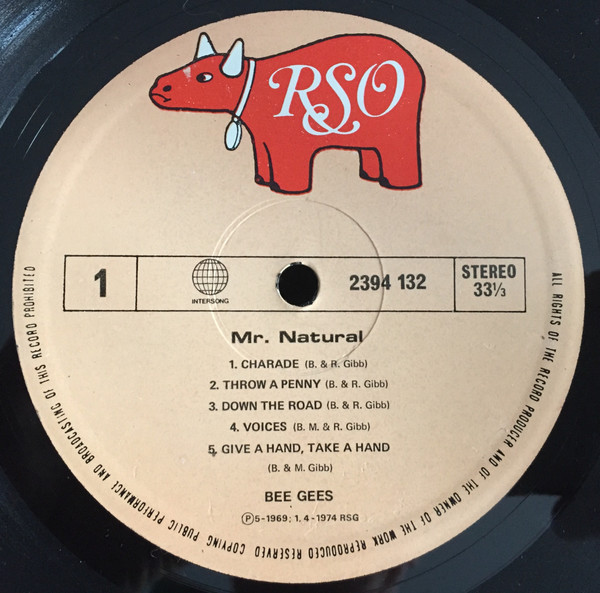 RSO
1
INTERSONG
2394 132
STEREO
33⅓
Mr. Natural
1. CHARADE (B. & R. Gibb)
2. THROW A PENNY (B. & R. Gibb)
3. DOWN THE ROAD (B. & R. Gibb)
4. VOICES (B. M. & R. Gibb)
5. GIVE A HAND, TAKE A HAND
(B. & M. Gibb)
BEE GEES
Ⓟ5-1969; 1, 4-1974 RSG
ALL RIGHTS OF THE RECORD PRODUCER AND OF THE OWNER OF THE WORK REPRODUCED RESERVED COPYING PUBLIC PERFORMANCE AND BROADCASTING OF THIS RECORD PROHIBITED